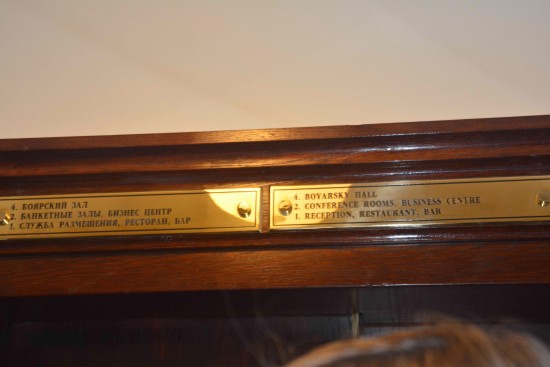 4. БОЯРСКИЙ ЗАЛ
2. БАНКЕТНЫЕ ЗАЛЫ, БИЗНЕС ЦЕНТР
1. СЛУЖБА РАЗМЕЩЕНИЯ, РЕСТОРАН, БАР
4. BOYARSKY HALL
2. CONFERENCE ROOMS, BUSINESS CENTRE
1. RECEPTION, RESTAURANT, BAR